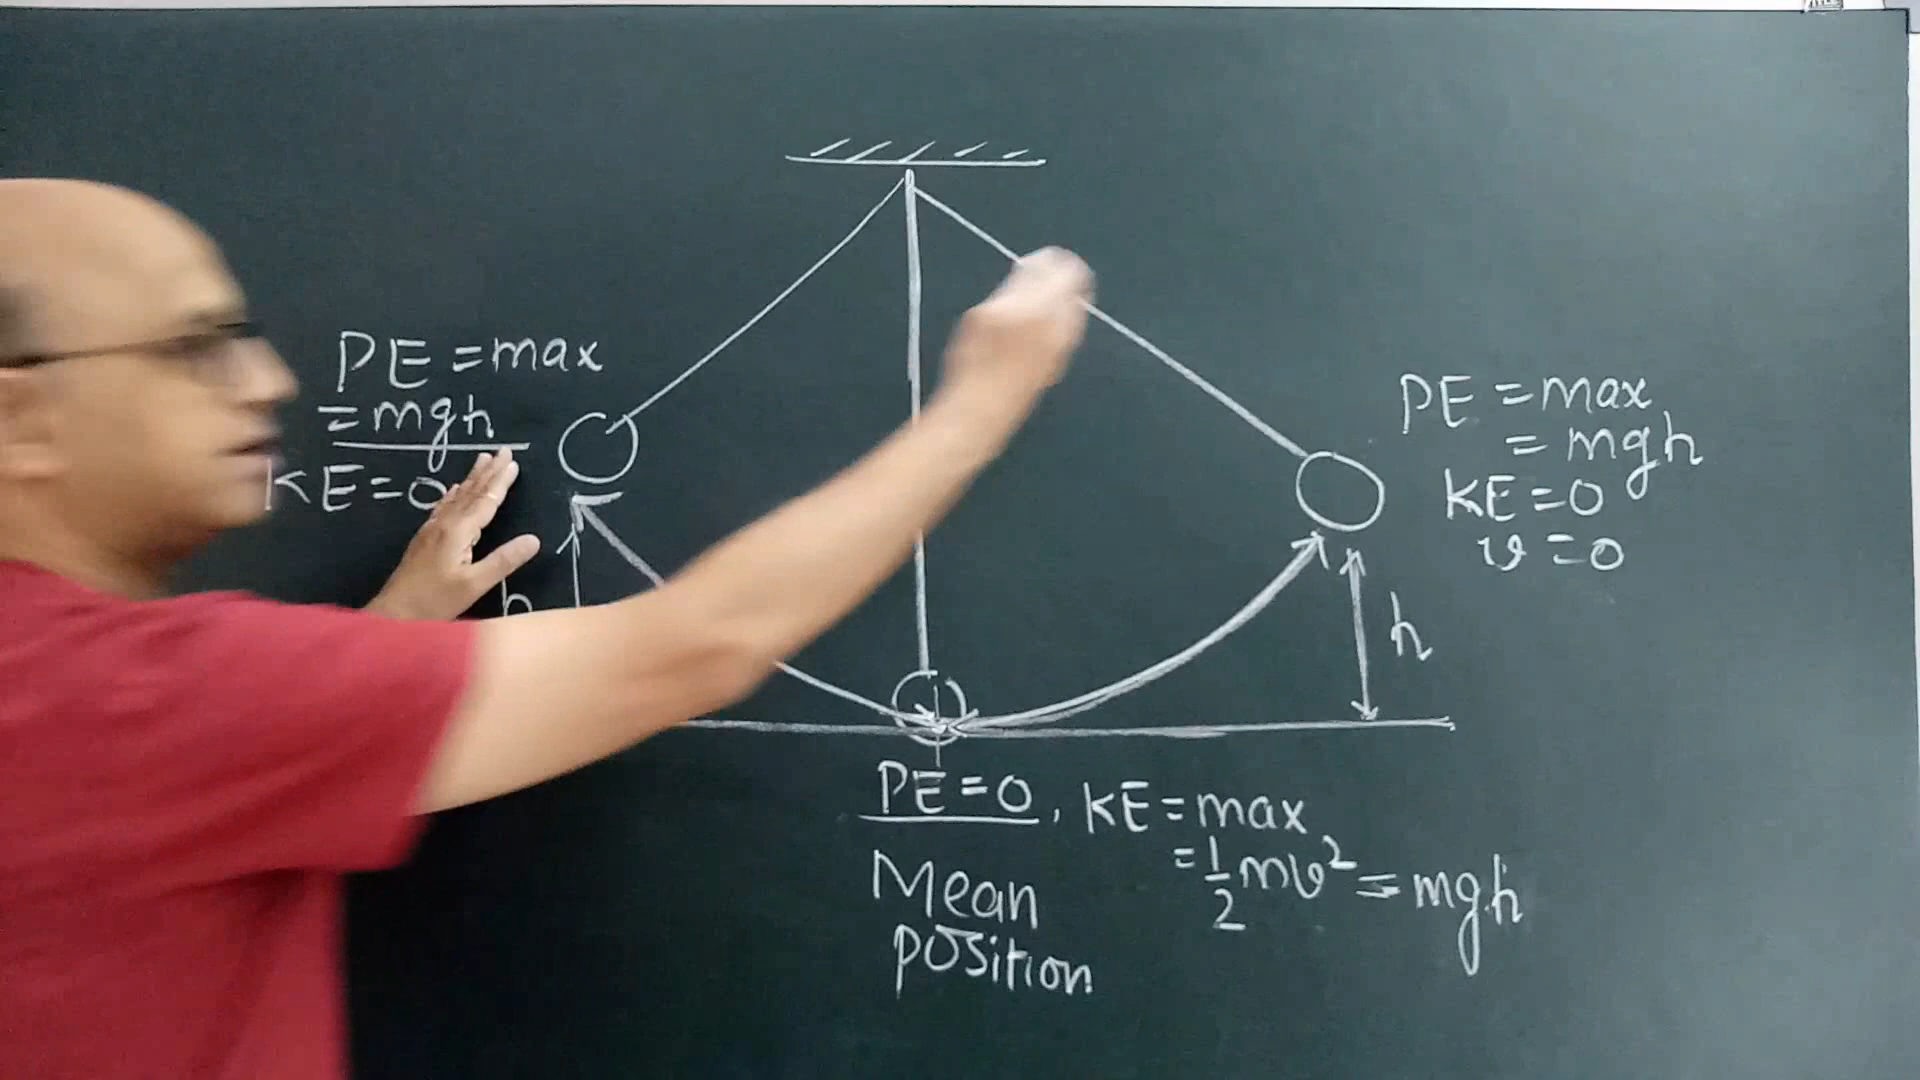 PE = max
= mgh
KE = 0
h
PE = max
= mgh
KE = 0
v = 0
h
PE = 0, KE = max
= 1/2 mv² = mgh
Mean
position